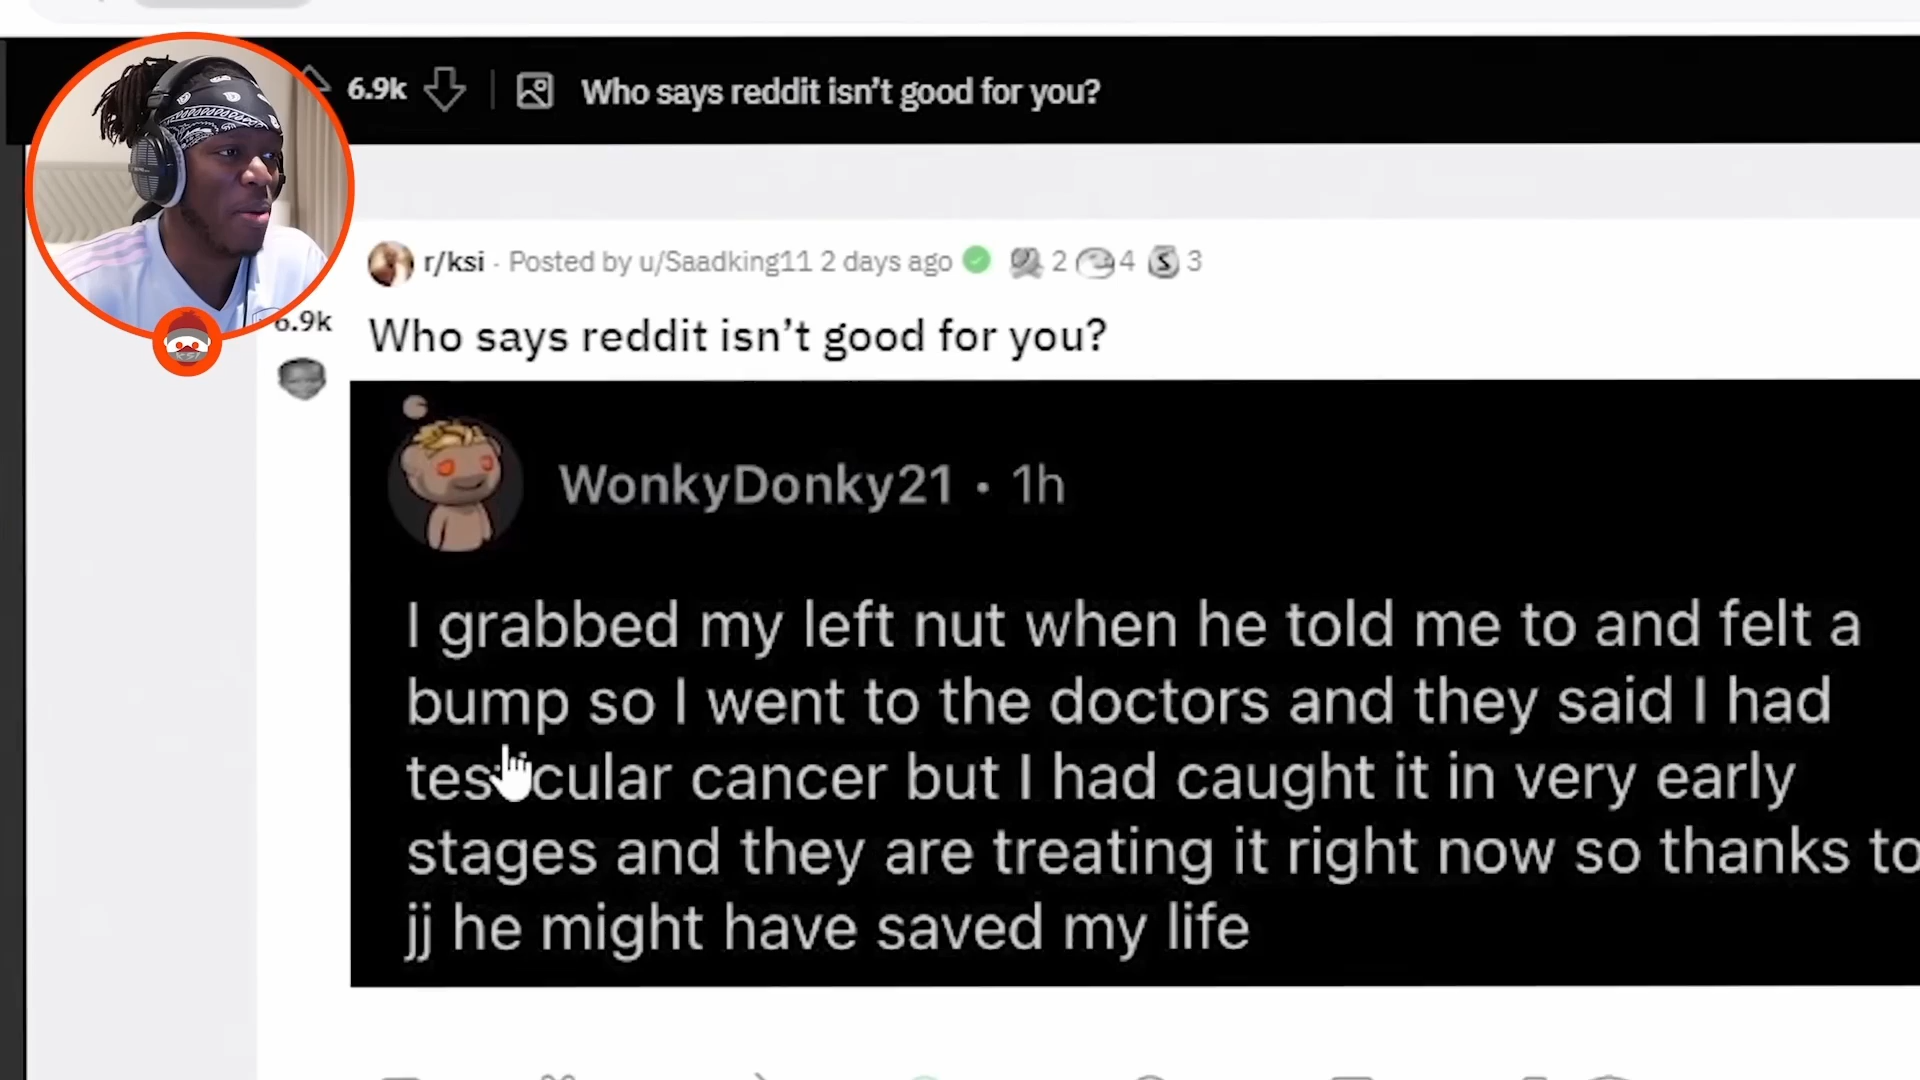 6.9k Who says reddit isn't good for you?
r/ksi · Posted by u/Saadking11 2 days ago 2 4 3
6.9k
Who says reddit isn't good for you?
WonkyDonky21 • 1h
I grabbed my left nut when he told me to and felt a
bump so I went to the doctors and they said I had
testicular cancer but I had caught it in very early
stages and they are treating it right now so thanks to
jj he might have saved my life